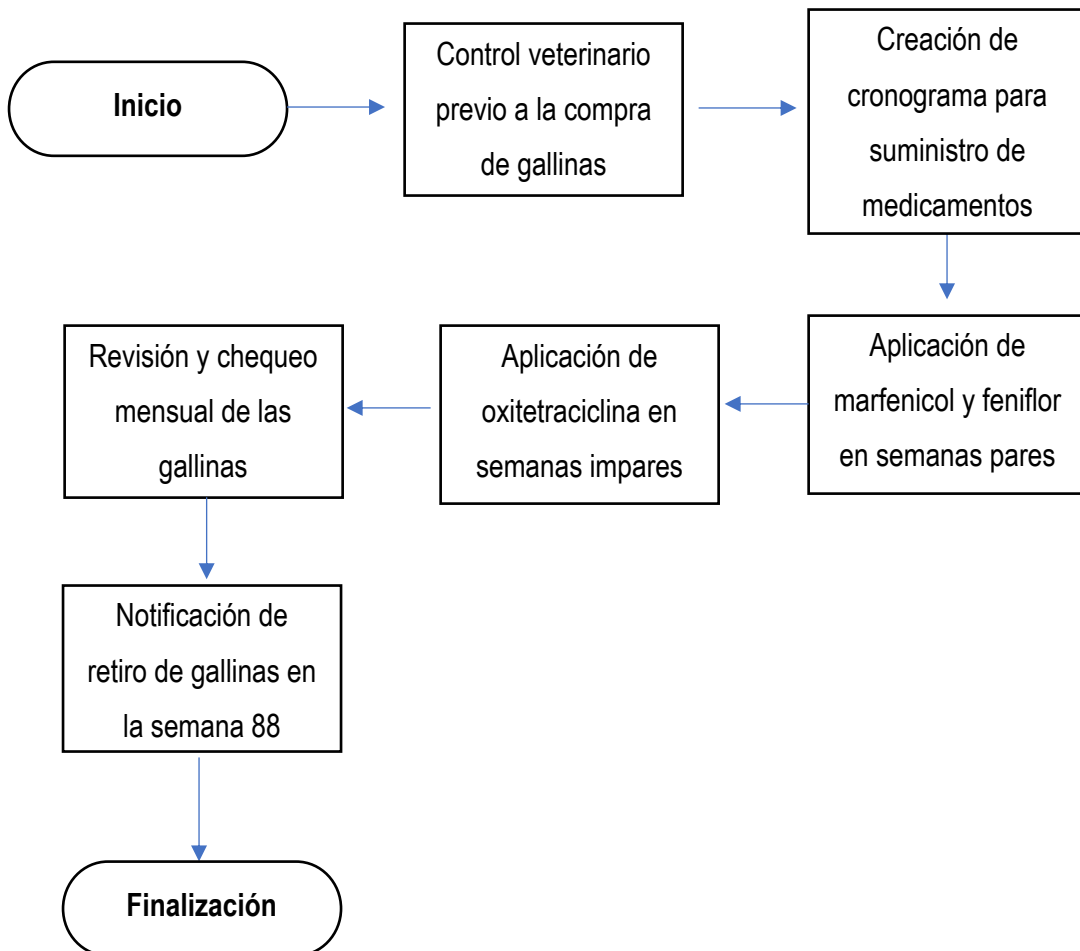 Inicio
Control veterinario
previo a la compra
de gallinas
Creación de
cronograma para
suministro de
medicamentos
Aplicación de
marfenicol y feniflor
en semanas pares
Aplicación de
oxitetraciclina en
semanas impares
Revisión y chequeo
mensual de las
gallinas
Notificación de
retiro de gallinas en
la semana 88
Finalización